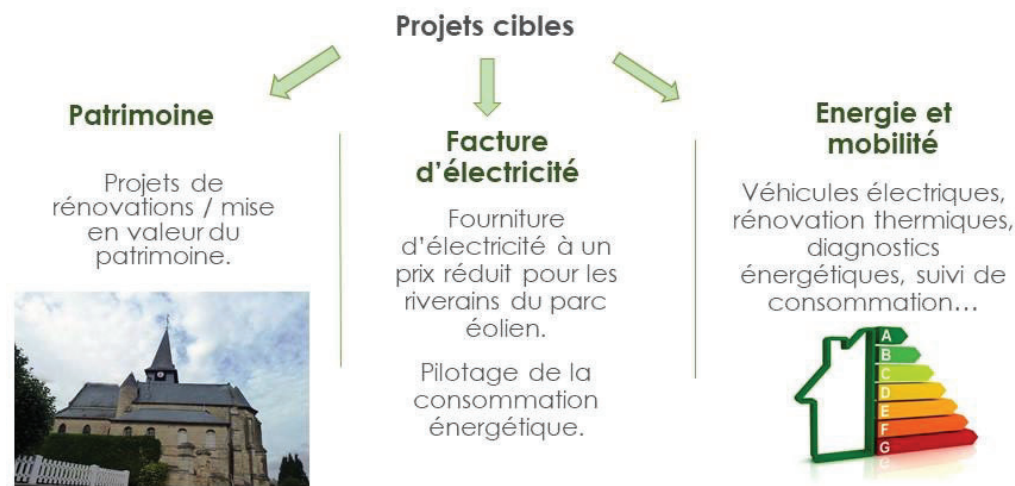 Projets cibles
Patrimoine
Projets de
rénovations / mise
en valeur du
patrimoine.
Facture
d'électricité
Fourniture
d'électricité à un
prix réduit pour les
riverains du parc
éolien.
Pilotage de la
consommation
énergétique.
Energie et
mobilité
Véhicules électriques,
rénovation thermiques,
diagnostics
énergétiques, suivi de
consommation...
A
B
C
D
E
F
G